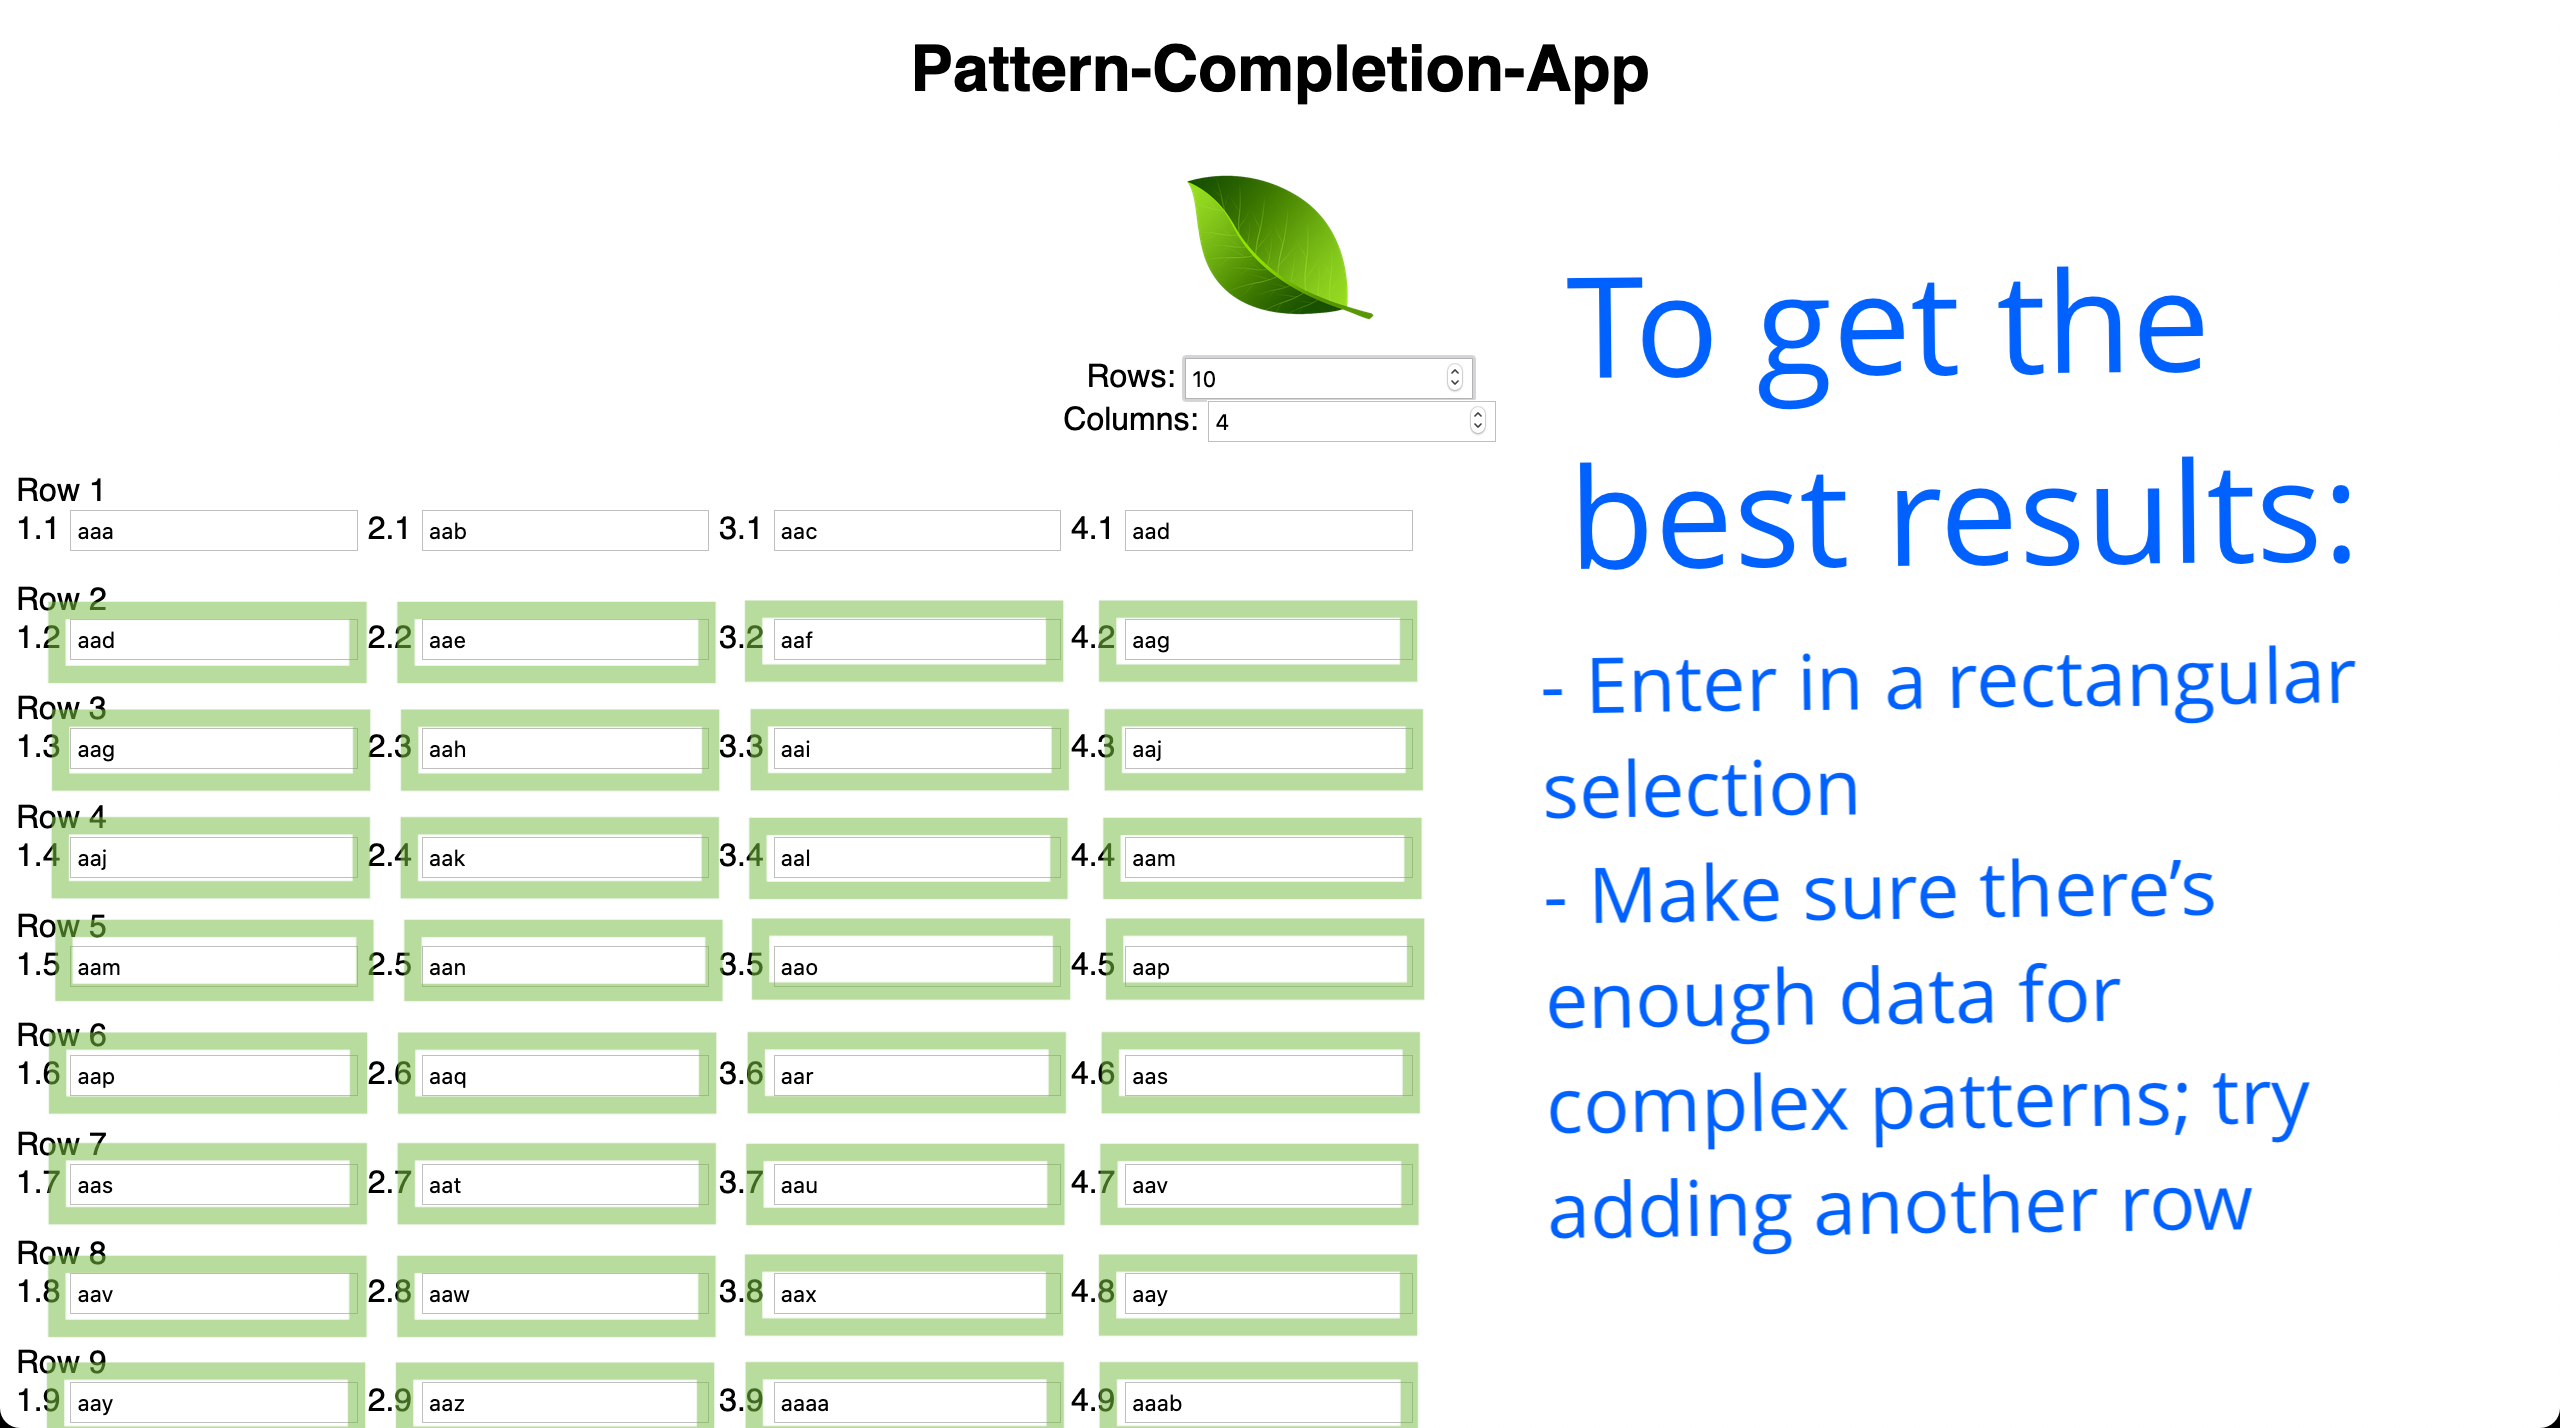 Pattern-Completion-App
Rows: 10
Columns: 4
To get the
best results:
- Enter in a rectangular
selection
- Make sure there’s
enough data for
complex patterns; try
adding another row
Row 1
1.1 aaa 2.1 aab 3.1 aac 4.1 aad
Row 2
1.2 aad 2.2 aae 3.2 aaf 4.2 aag
Row 3
1.3 aag 2.3 aah 3.3 aai 4.3 aaj
Row 4
1.4 aaj 2.4 aak 3.4 aal 4.4 aam
Row 5
1.5 aam 2.5 aan 3.5 aao 4.5 aap
Row 6
1.6 aap 2.6 aaq 3.6 aar 4.6 aas
Row 7
1.7 aas 2.7 aat 3.7 aau 4.7 aav
Row 8
1.8 aav 2.8 aaw 3.8 aax 4.8 aay
Row 9
1.9 aay 2.9 aaz 3.9 aaaa 4.9 aaab